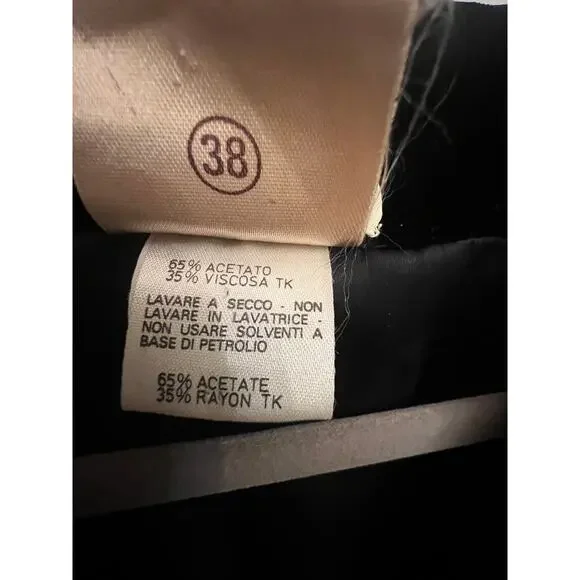 38
65% ACETATO
35% VISCOSA TK
LAVARE A SECCO - NON
LAVARE IN LAVATRICE -
NON USARE SOLVENTI A
BASE DI PETROLIO
65% ACETATE
35% RAYON TK